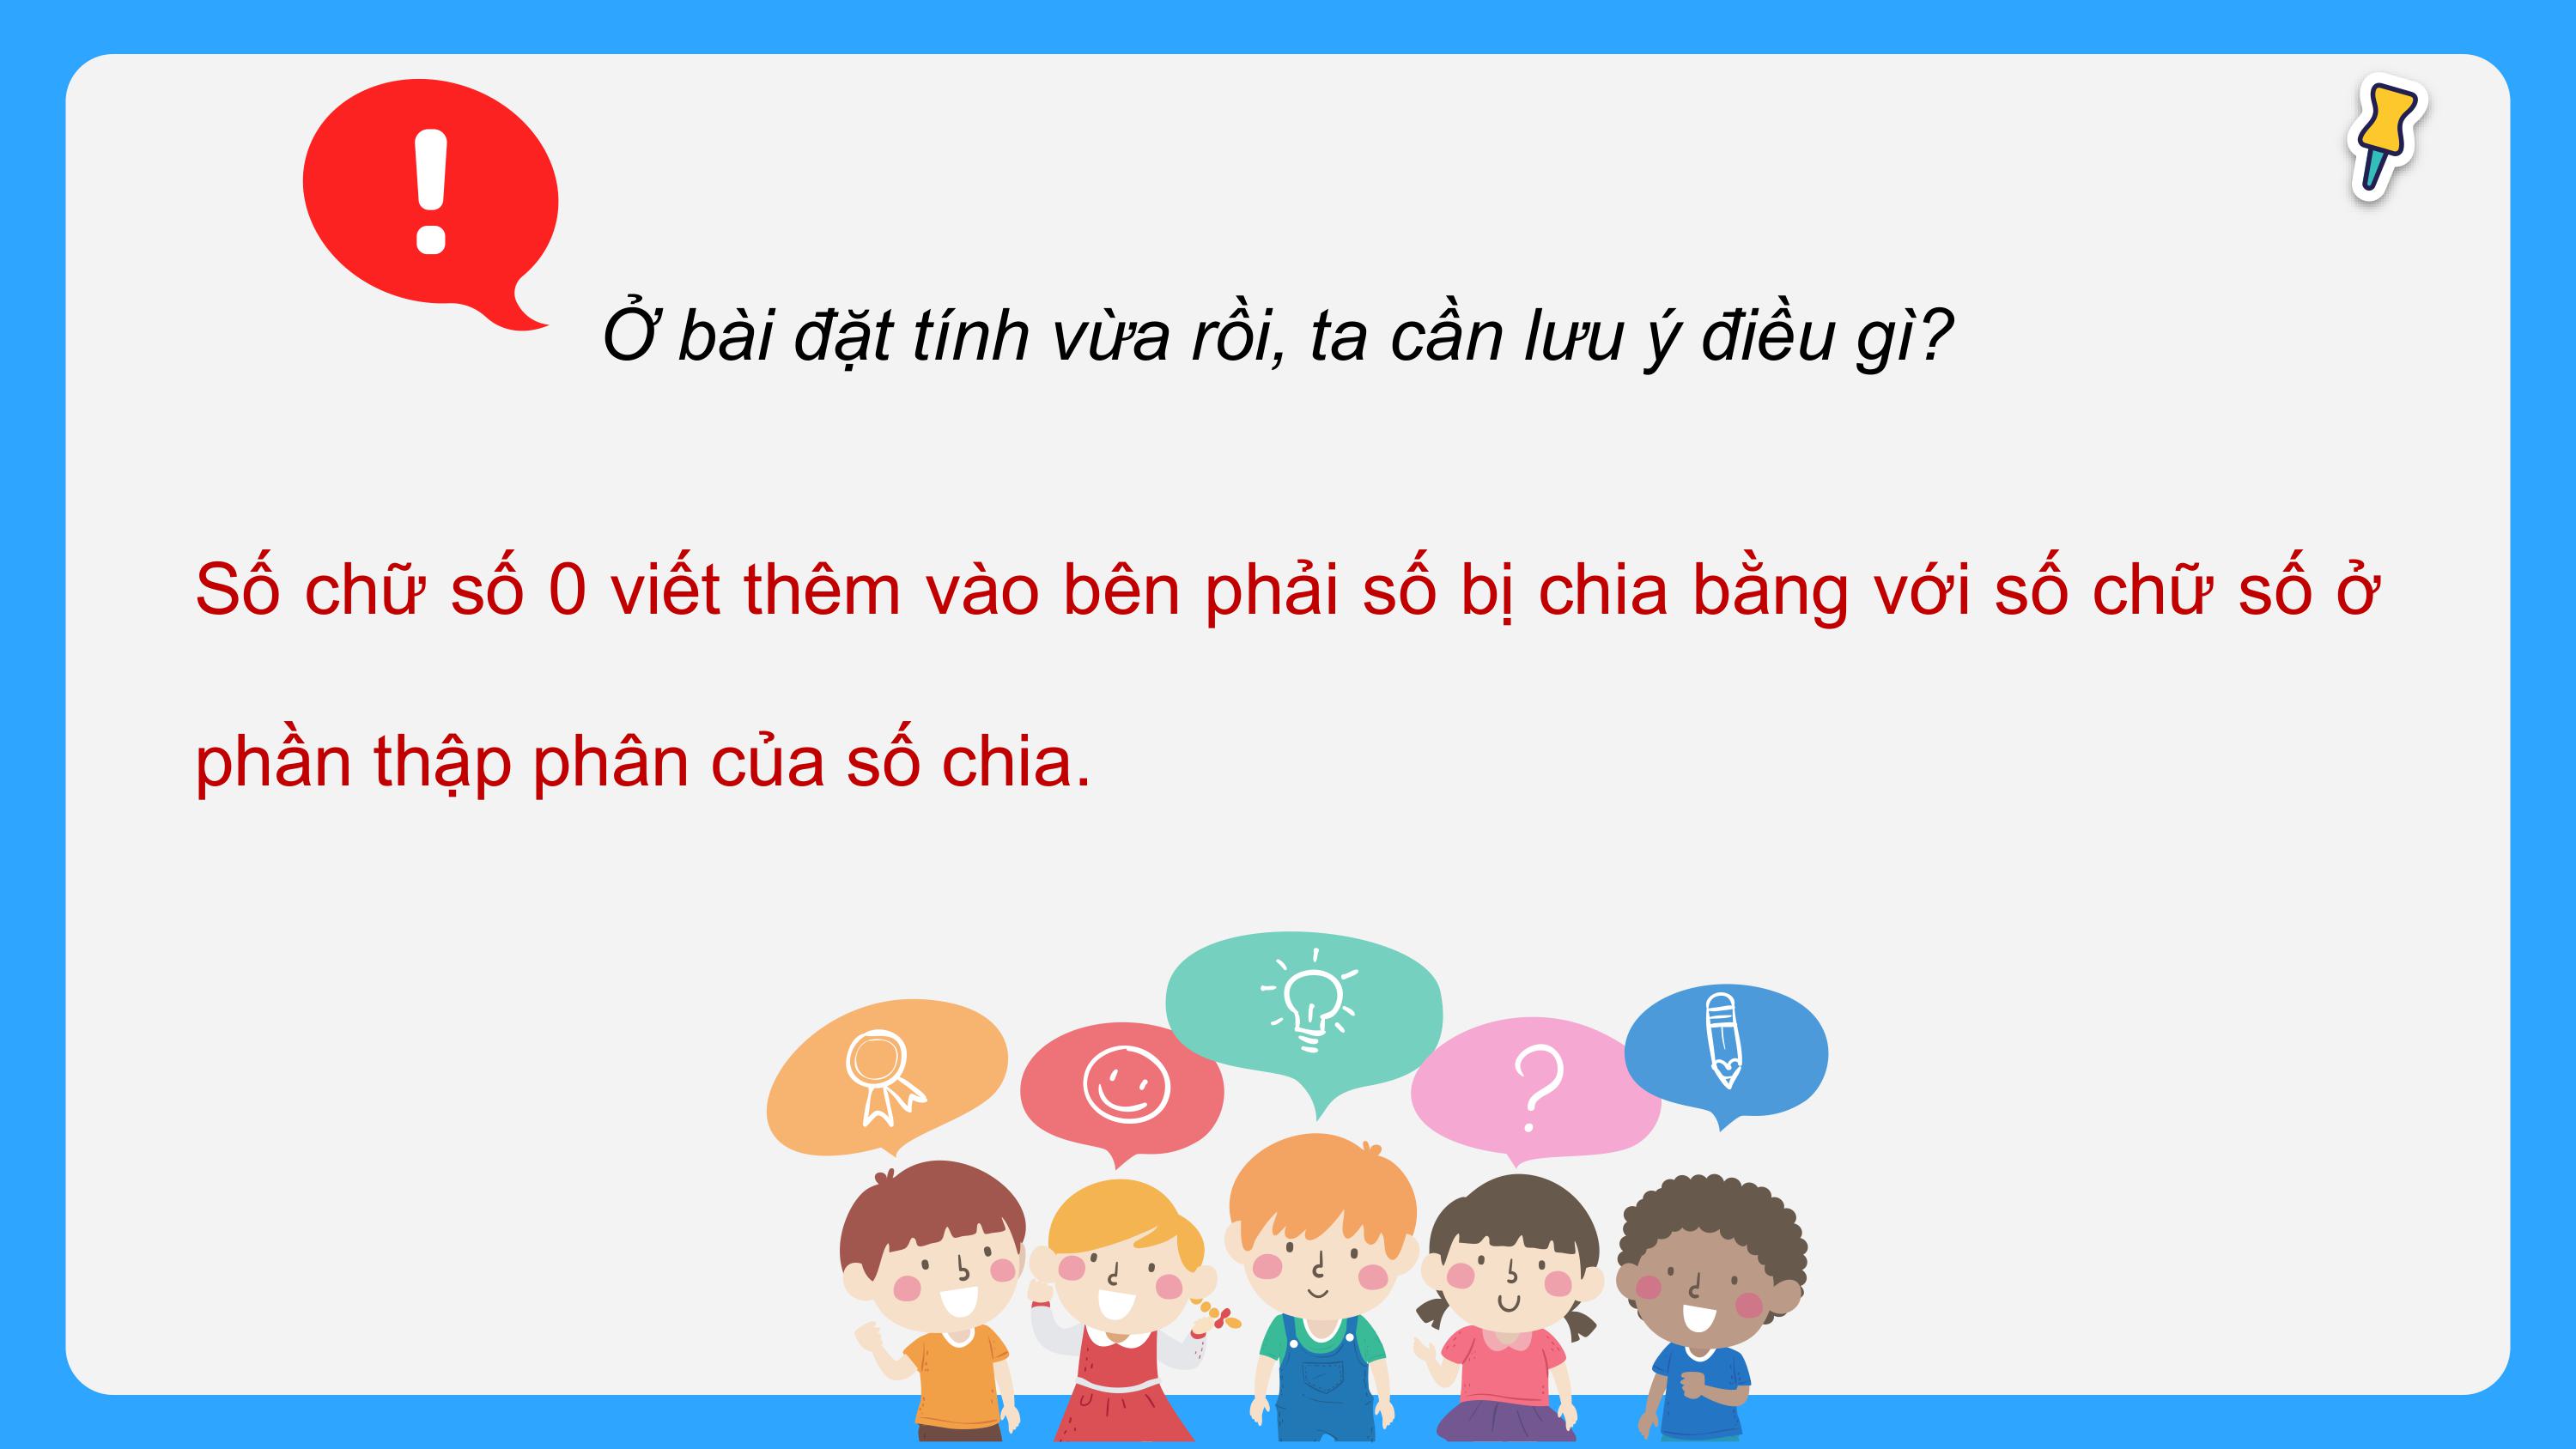 Ở bài đặt tính vừa rồi, ta cần lưu ý điều gì?
Số chữ số 0 viết thêm vào bên phải số bị chia bằng với số chữ số ở
phần thập phân của số chia.